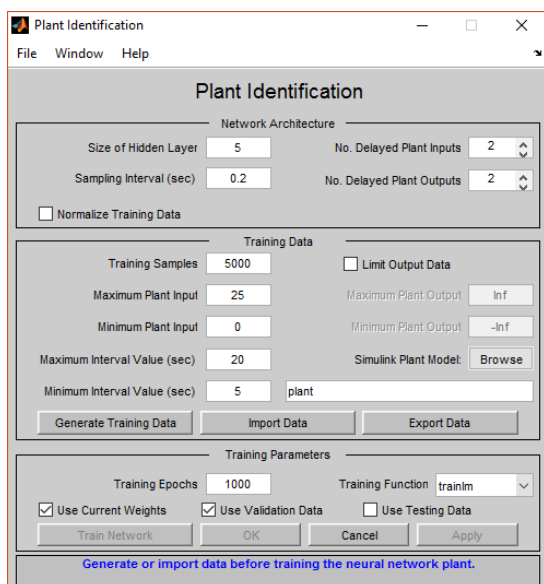 Plant Identification
File Window Help
Plant Identification
Network Architecture
Size of Hidden Layer 5 No. Delayed Plant Inputs 2
Sampling Interval (sec) 0.2 No. Delayed Plant Outputs 2
Normalize Training Data
Training Data
Training Samples 5000 Limit Output Data
Maximum Plant Input 25 Maximum Plant Output Inf
Minimum Plant Input 0 Minimum Plant Output -Inf
Maximum Interval Value (sec) 20 Simulink Plant Model: Browse
Minimum Interval Value (sec) 5 plant
Generate Training Data Import Data Export Data
Training Parameters
Training Epochs 1000 Training Function trainlm
Use Current Weights Use Validation Data Use Testing Data
Train Network OK Cancel Apply
Generate or import data before training the neural network plant.